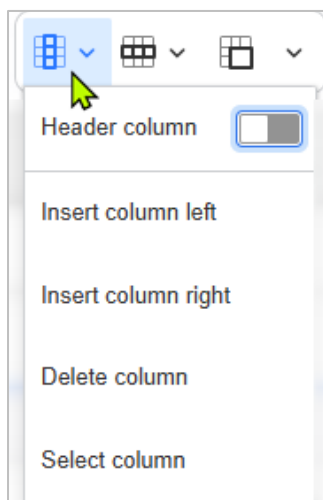 Header column
Insert column left
Insert column right
Delete column
Select column